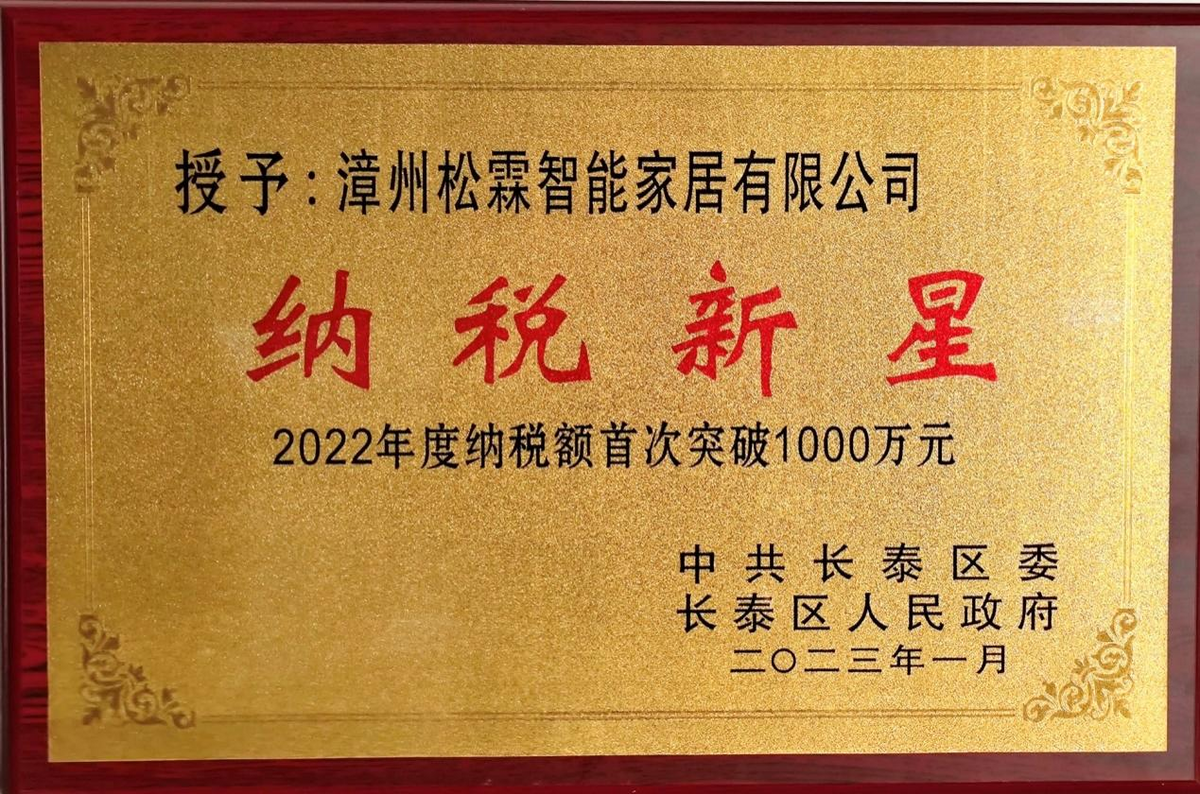 授予:漳州松霖智能家居有限公司
纳税新星
2022年度纳税额首次突破1000万元
中共长泰区委
长泰区人民政府
二〇二三年一月